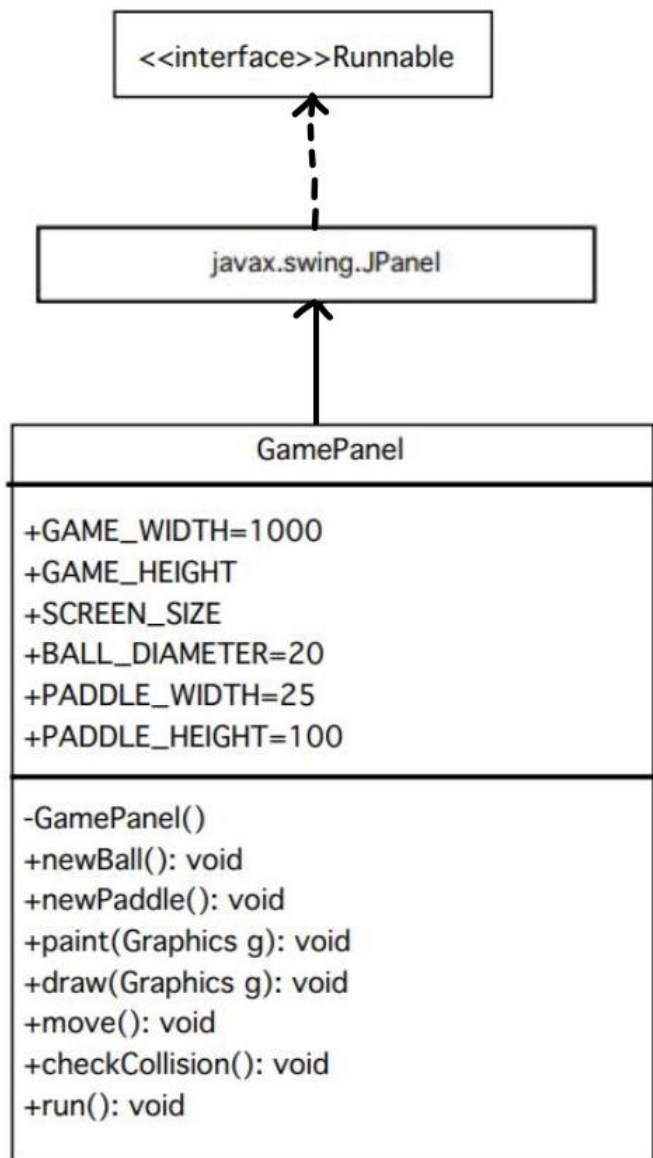 <<interface>>Runnable
javax.swing.JPanel
GamePanel
+GAME_WIDTH=1000
+GAME_HEIGHT
+SCREEN_SIZE
+BALL_DIAMETER=20
+PADDLE_WIDTH=25
+PADDLE_HEIGHT=100
-GamePanel()
+newBall(): void
+newPaddle(): void
+paint(Graphics g): void
+draw(Graphics g): void
+move(): void
+checkCollision(): void
+run(): void